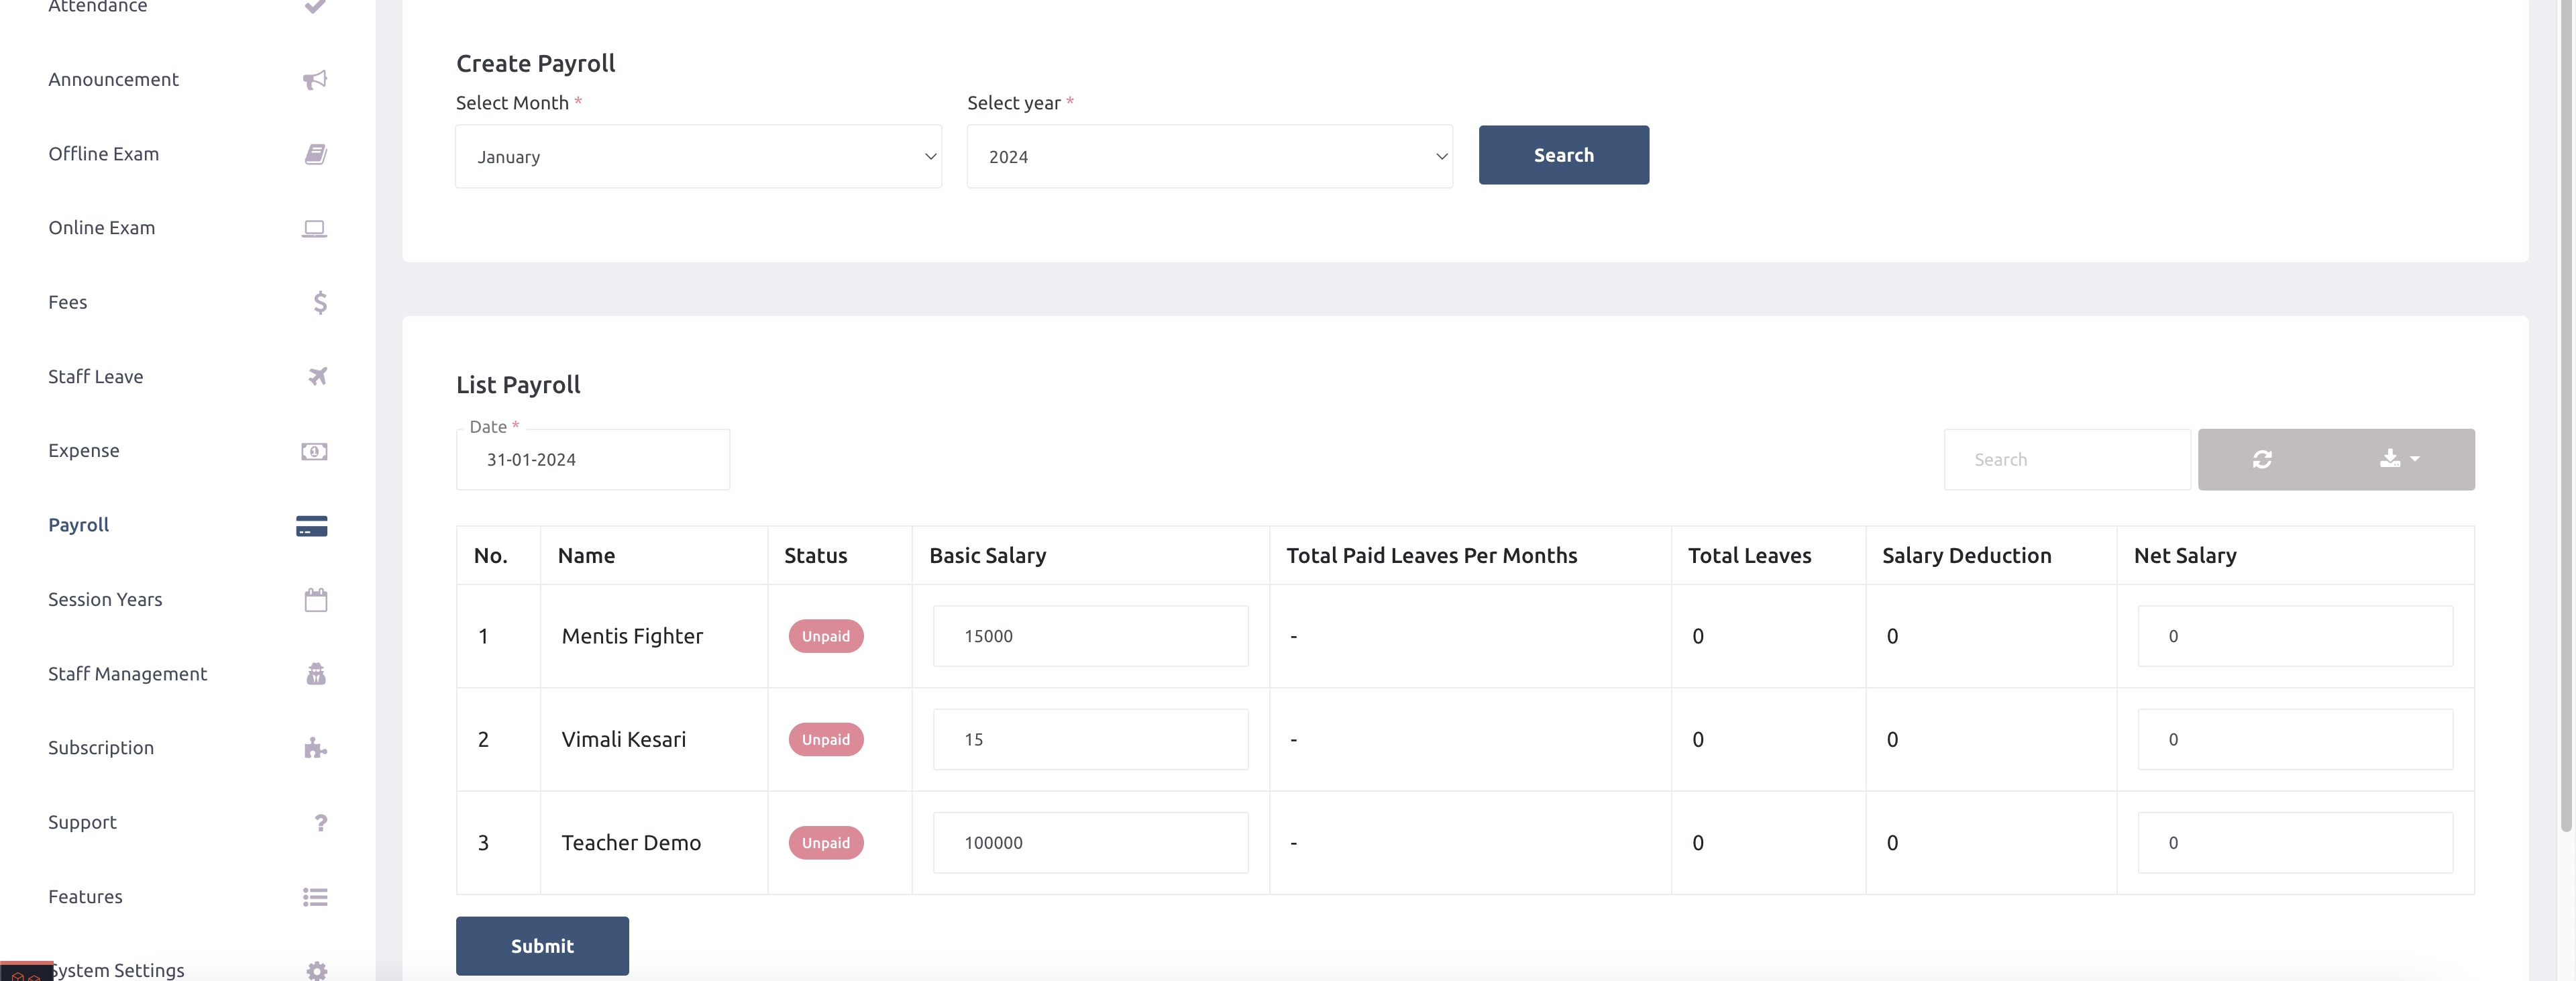 Attendance
Announcement
Offline Exam
Online Exam
Fees
Staff Leave
Expense
Payroll
Session Years
Staff Management
Subscription
Support
Features
System Settings
Create Payroll
Select Month *
Select year *
January
2024
Search
List Payroll
Date *
31-01-2024
Search
No. Name Status Basic Salary Total Paid Leaves Per Months Total Leaves Salary Deduction Net Salary
1 Mentis Fighter Unpaid 15000 - 0 0 0
2 Vimali Kesari Unpaid 15 - 0 0 0
3 Teacher Demo Unpaid 100000 - 0 0 0
Submit